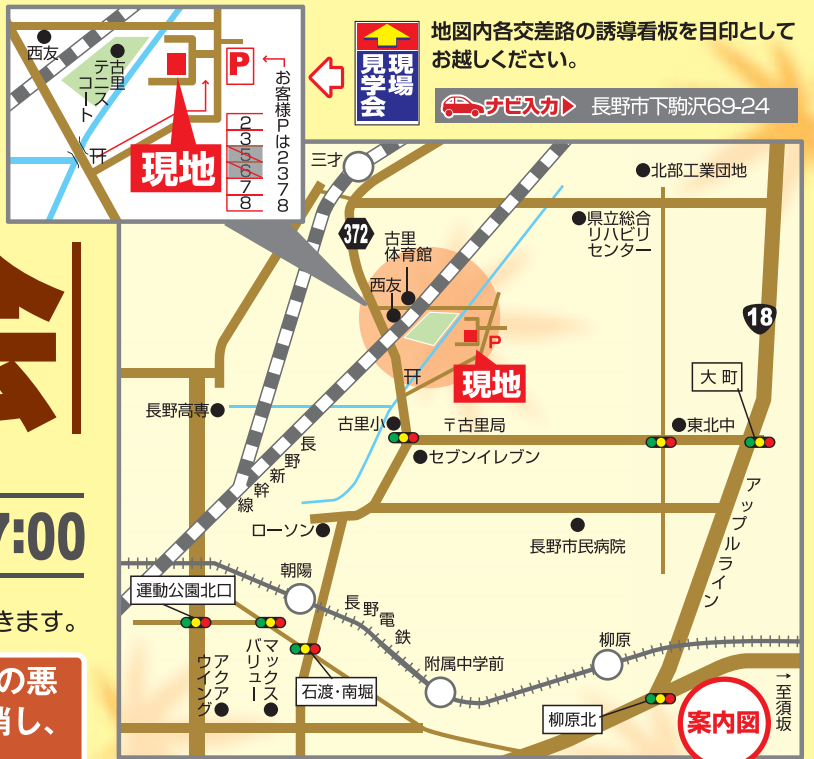 西友
古里
テニス
コート
P
お客様Pは2378
2
3
5
6
7
8
現地
現場
見学会
地図内各交差路の誘導看板を目印として
お越しください。
ナビ入力 長野市下駒沢69-24
三才
北部工業団地
372
古里
体育館
県立総合
リハビリ
センター
西友
18
P
現地
大町
長野高専
古里小
〒古里局
東北中
セブンイレブン
長野新幹線
アップルライン
ローソン
長野市民病院
7:00
朝陽
運動公園北口
長野電鉄
きます。
マックス
バリュー
アクア
ウイング
石渡・南堀
附属中学前
柳原
柳原北
→至須坂
案内図
の悪
消し、